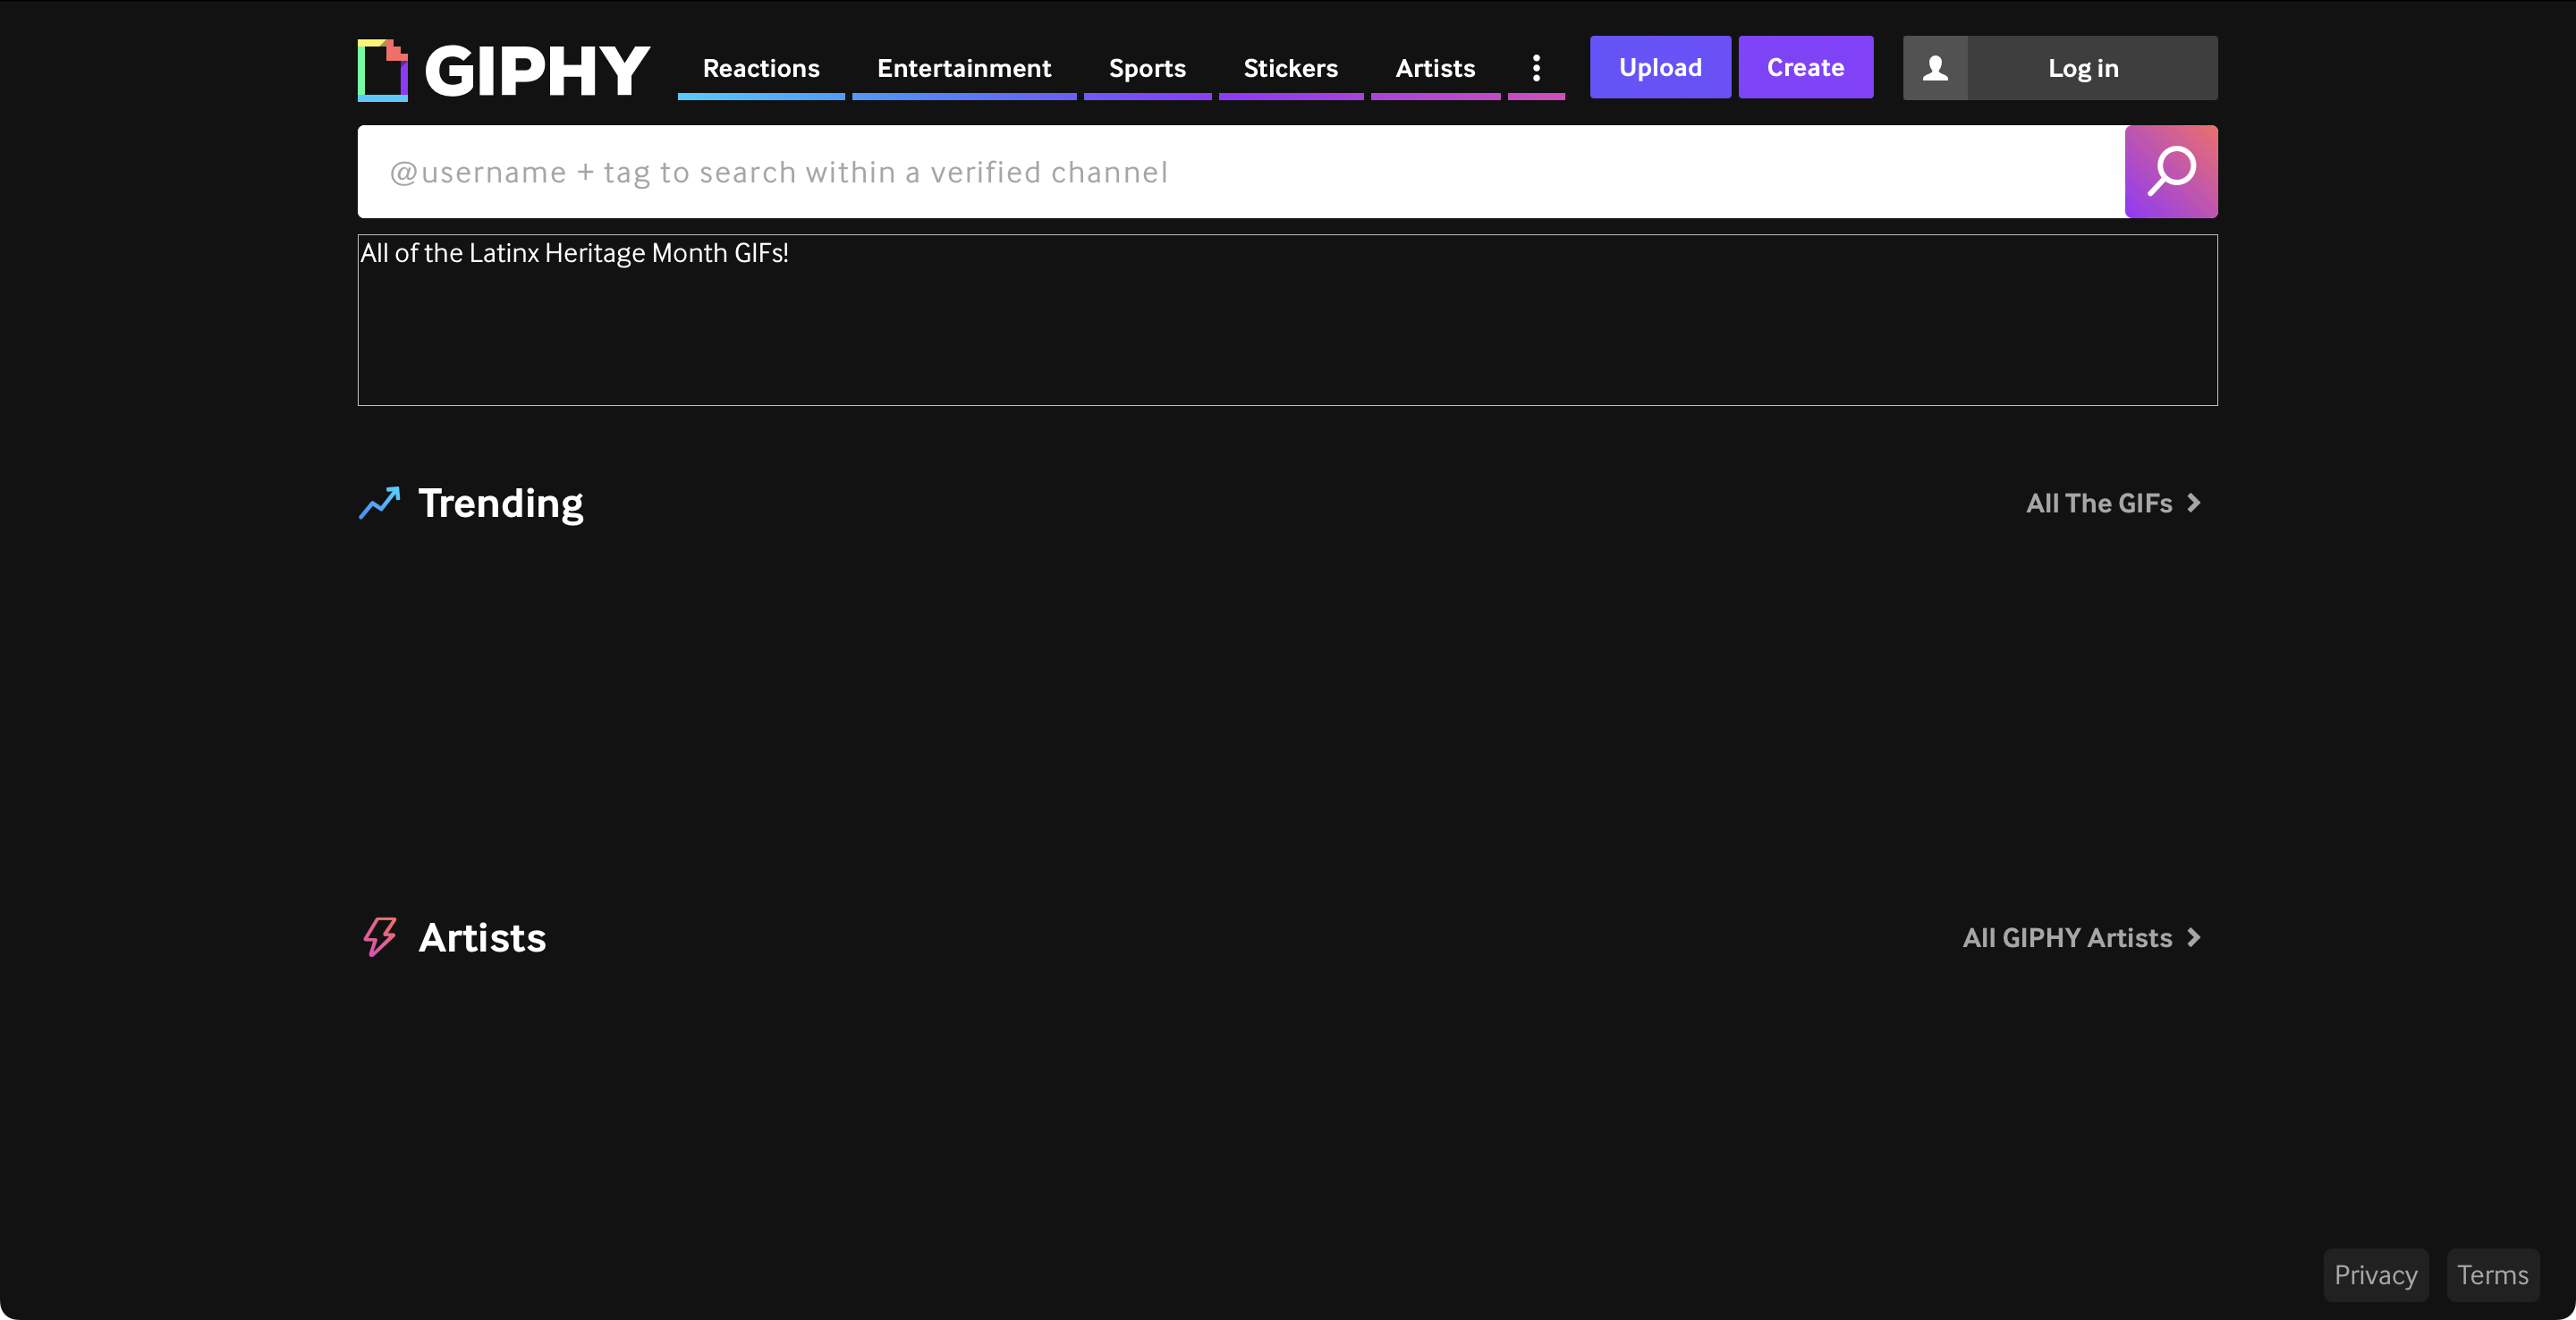 GIPHY
Reactions Entertainment Sports Stickers Artists Upload Create Log in
@username + tag to search within a verified channel
All of the Latinx Heritage Month GIFs!
Trending All The GIFs
Artists All GIPHY Artists
Privacy Terms